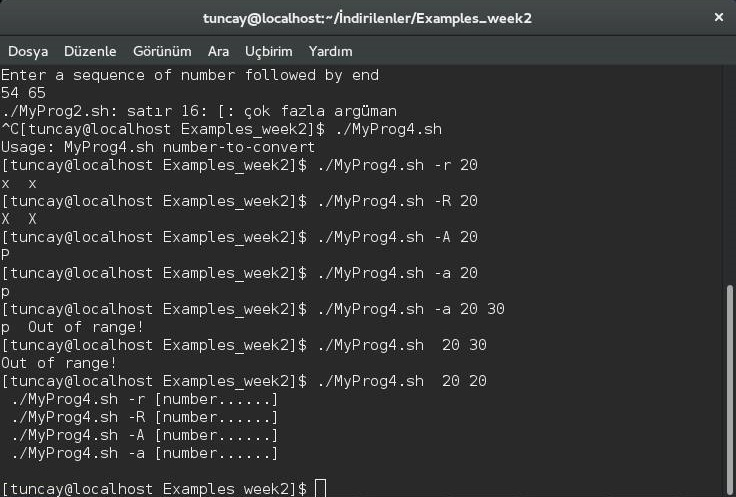 tuncay@localhost:~/İndirilenler/Examples_week2
Dosya Düzenle Görünüm Ara Uçbirim Yardım
Enter a sequence of number followed by end
54 65
./MyProg2.sh: satır 16: [: çok fazla argüman
^C[tuncay@localhost Examples_week2]$ ./MyProg4.sh
Usage: MyProg4.sh number-to-convert
[tuncay@localhost Examples_week2]$ ./MyProg4.sh -r 20
x  x
[tuncay@localhost Examples_week2]$ ./MyProg4.sh -R 20
X  X
[tuncay@localhost Examples_week2]$ ./MyProg4.sh -A 20
P
[tuncay@localhost Examples_week2]$ ./MyProg4.sh -a 20
p
[tuncay@localhost Examples_week2]$ ./MyProg4.sh -a 20 30
p  Out of range!
[tuncay@localhost Examples_week2]$ ./MyProg4.sh  20 30
Out of range!
[tuncay@localhost Examples_week2]$ ./MyProg4.sh  20 20
 ./MyProg4.sh -r [number......]
 ./MyProg4.sh -R [number......]
 ./MyProg4.sh -A [number......]
 ./MyProg4.sh -a [number......]
[tuncay@localhost Examples_week2]$